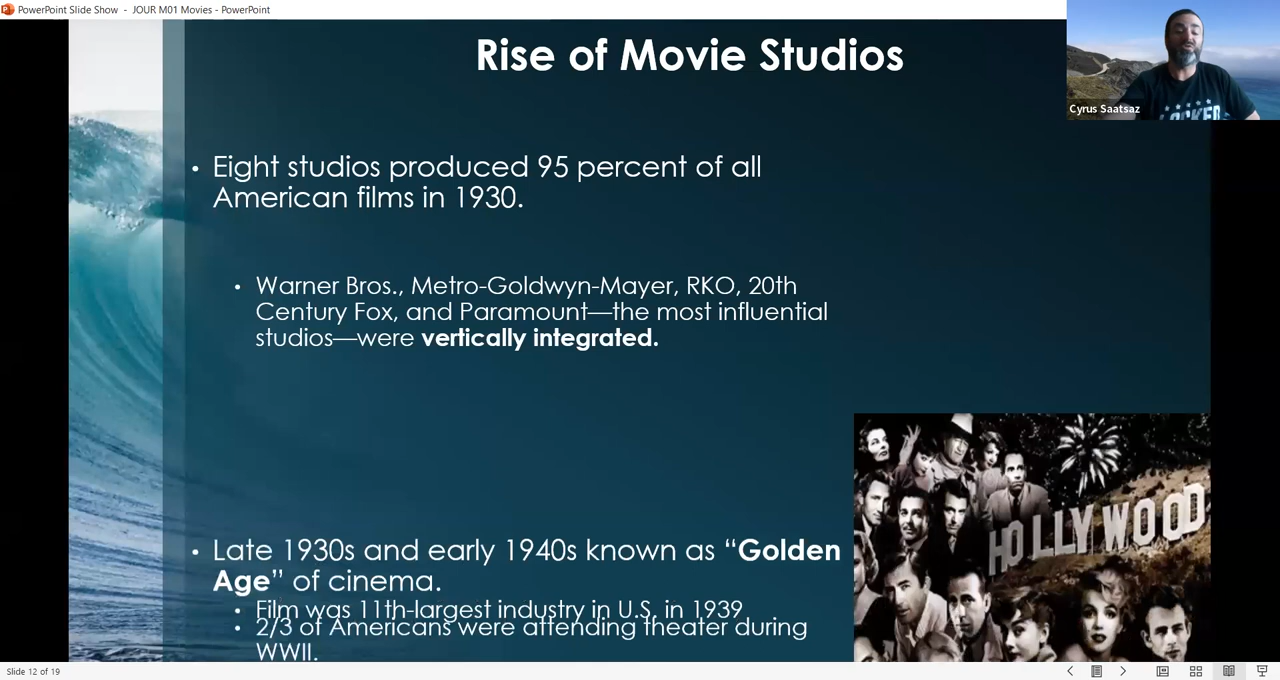 PowerPoint Slide Show - JOUR M01 Movies - PowerPoint
Rise of Movie Studios
Cyrus Saatsaz
• Eight studios produced 95 percent of all
American films in 1930.
• Warner Bros., Metro-Goldwyn-Mayer, RKO, 20th
Century Fox, and Paramount—the most influential
studios—were vertically integrated.
• Late 1930s and early 1940s known as “Golden
Age” of cinema.
• Film was 11th-largest industry in U.S. in 1939
• 2/3 of Americans were attending theater during
WWII.
HOLLYWOOD
Slide 12 of 19